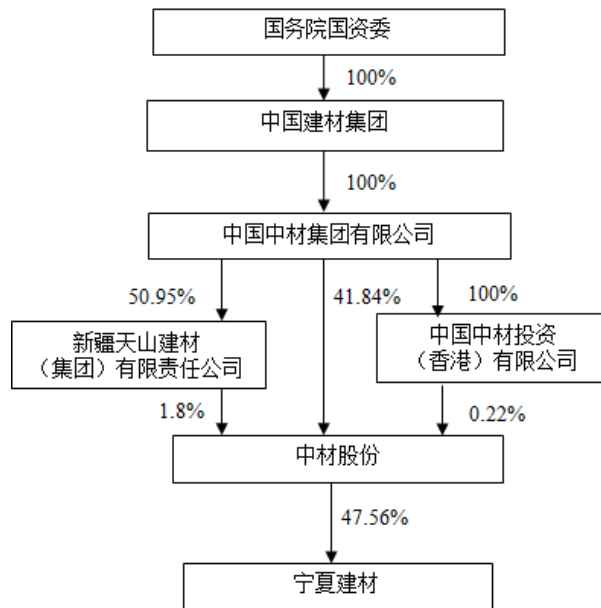 国务院国资委
100%
中国建材集团
100%
中国中材集团有限公司
50.95%
41.84%
100%
新疆天山建材
（集团）有限责任公司
中国中材投资
（香港）有限公司
1.8%
0.22%
中材股份
47.56%
宁夏建材